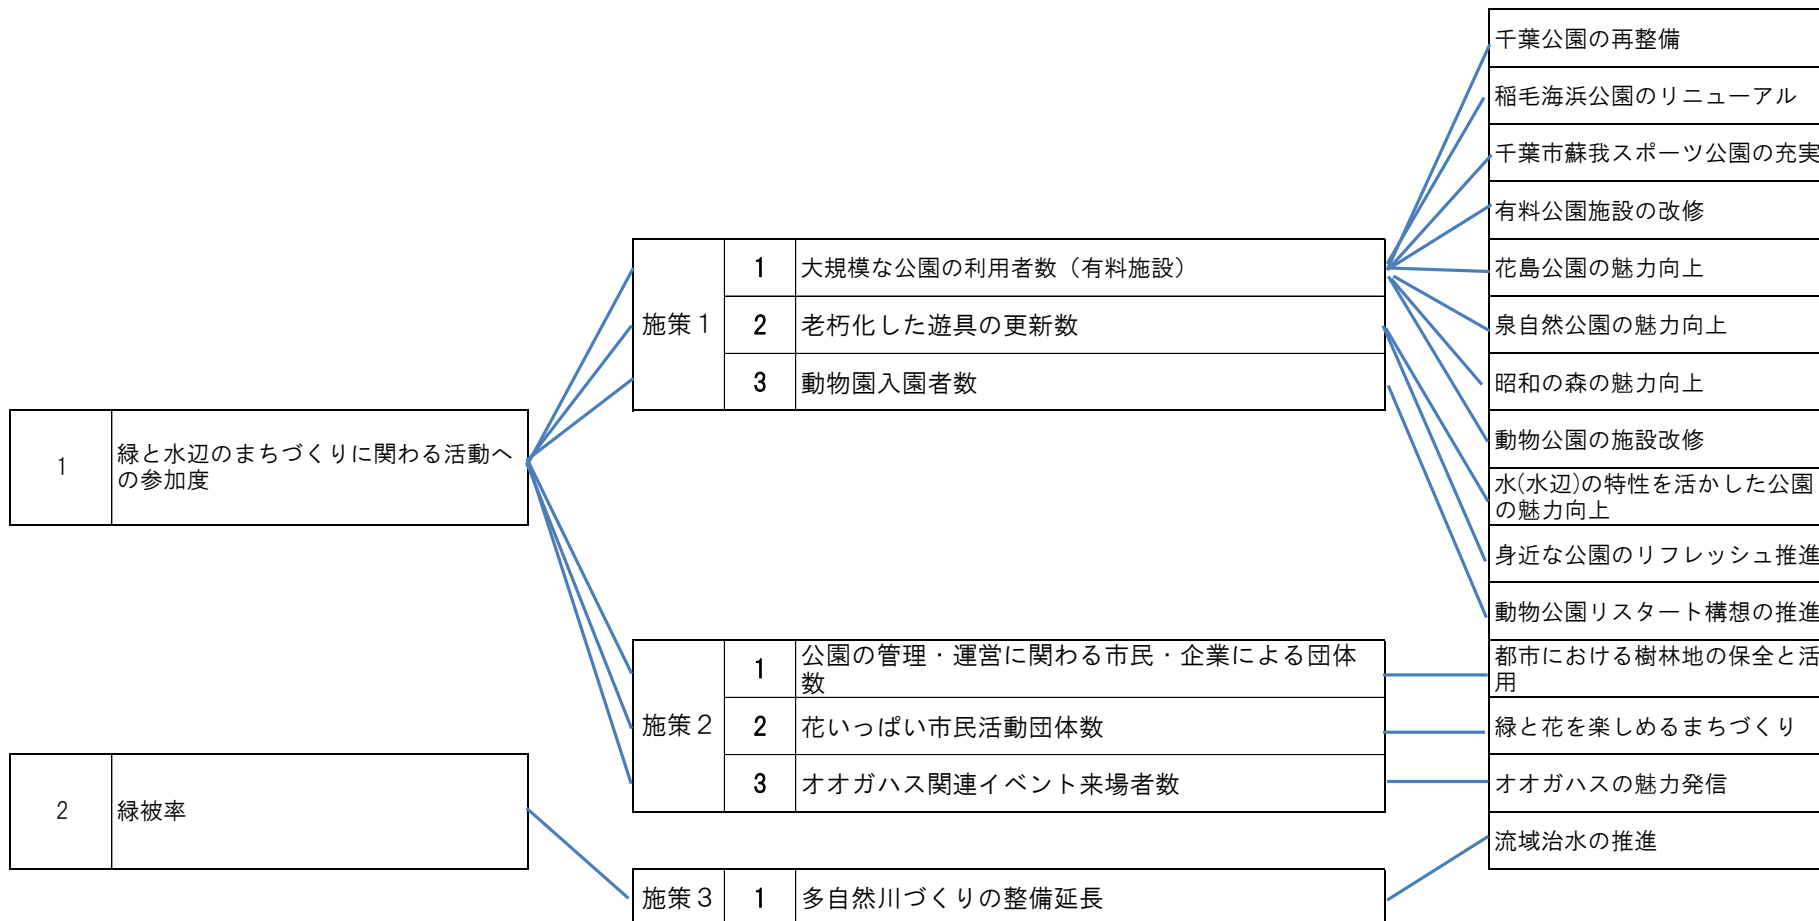 1
緑と水辺のまちづくりに関わる活動へ
の参加度
2
緑被率
施策１
1
大規模な公園の利用者数（有料施設）
2
老朽化した遊具の更新数
3
動物園入園者数
施策２
1
公園の管理・運営に関わる市民・企業による団体
数
2
花いっぱい市民活動団体数
3
オオガハス関連イベント来場者数
施策３
1
多自然川づくりの整備延長
千葉公園の再整備
稲毛海浜公園のリニューアル
千葉市蘇我スポーツ公園の充実
有料公園施設の改修
花島公園の魅力向上
泉自然公園の魅力向上
昭和の森の魅力向上
動物公園の施設改修
水(水辺)の特性を活かした公園
の魅力向上
身近な公園のリフレッシュ推進
動物公園リスタート構想の推進
都市における樹林地の保全と活
用
緑と花を楽しめるまちづくり
オオガハスの魅力発信
流域治水の推進